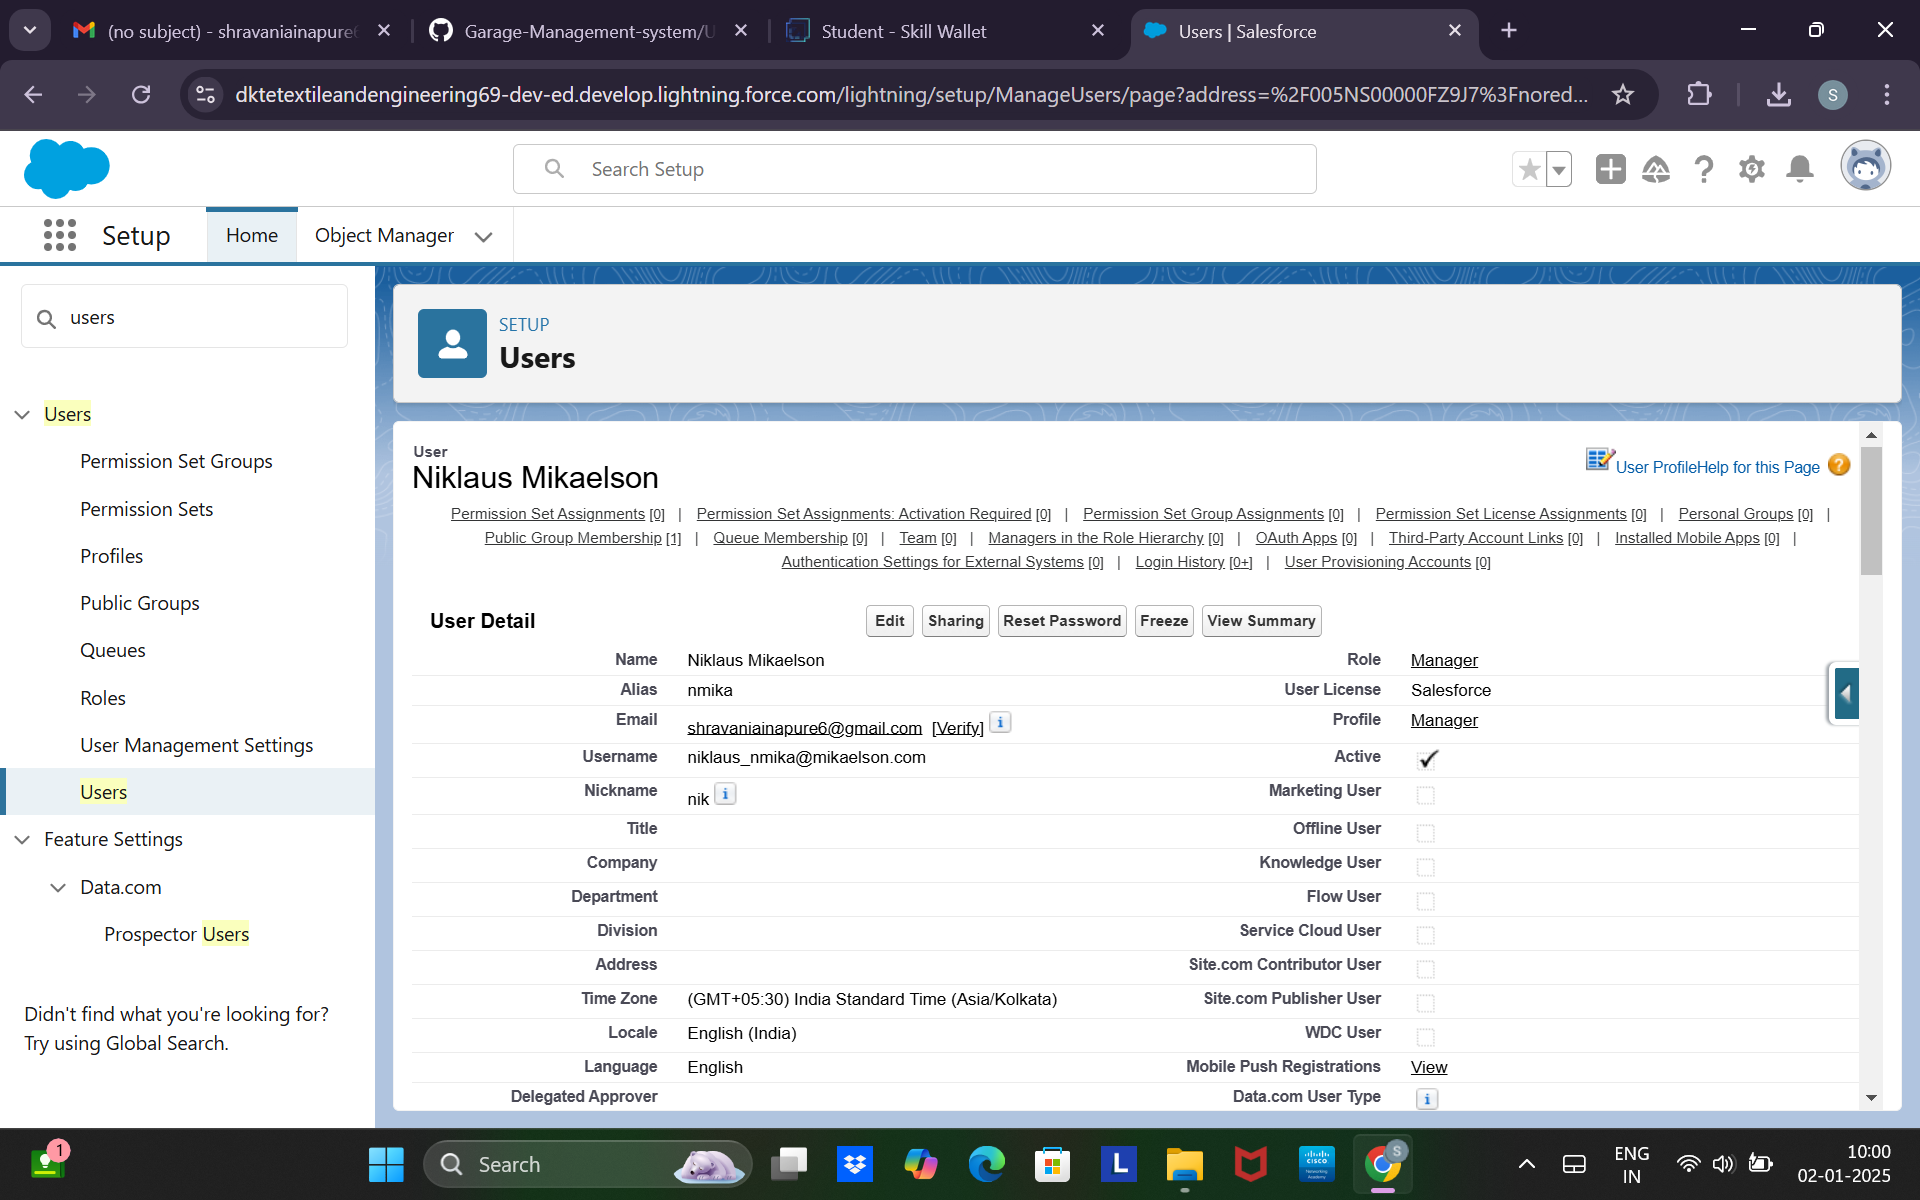 (no subject) - shravaniainapure6
Garage-Management-system/U
Student - Skill Wallet
Users | Salesforce
dktetextileandengineering69-dev-ed.develop.lightning.force.com/lightning/setup/ManageUsers/page?address=%2F005NS00000FZ9J7%3Fnored...
S
Search Setup
Setup
Home
Object Manager
users
Users
Permission Set Groups
Permission Sets
Profiles
Public Groups
Queues
Roles
User Management Settings
Users
Feature Settings
Data.com
Prospector Users
Didn't find what you're looking for?
Try using Global Search.
SETUP
Users
User
Niklaus Mikaelson
User Profile Help for this Page ?
Permission Set Assignments [0] | Permission Set Assignments: Activation Required [0] | Permission Set Group Assignments [0] | Permission Set License Assignments [0] | Personal Groups [0] |
Public Group Membership [1] | Queue Membership [0] | Team [0] | Managers in the Role Hierarchy [0] | OAuth Apps [0] | Third-Party Account Links [0] | Installed Mobile Apps [0] |
Authentication Settings for External Systems [0] | Login History [0+] | User Provisioning Accounts [0]
User Detail
Edit Sharing Reset Password Freeze View Summary
Name Niklaus Mikaelson Role Manager
Alias nmika User License Salesforce
Email shravaniainapure6@gmail.com [Verify] i Profile Manager
Username niklaus_nmika@mikaelson.com Active
Nickname nik i Marketing User
Title Offline User
Company Knowledge User
Department Flow User
Division Service Cloud User
Address Site.com Contributor User
Time Zone (GMT+05:30) India Standard Time (Asia/Kolkata) Site.com Publisher User
Locale English (India) WDC User
Language English Mobile Push Registrations View
Delegated Approver Data.com User Type i
1
Search
L
CISCO
S
ENG
IN
10:00
02-01-2025